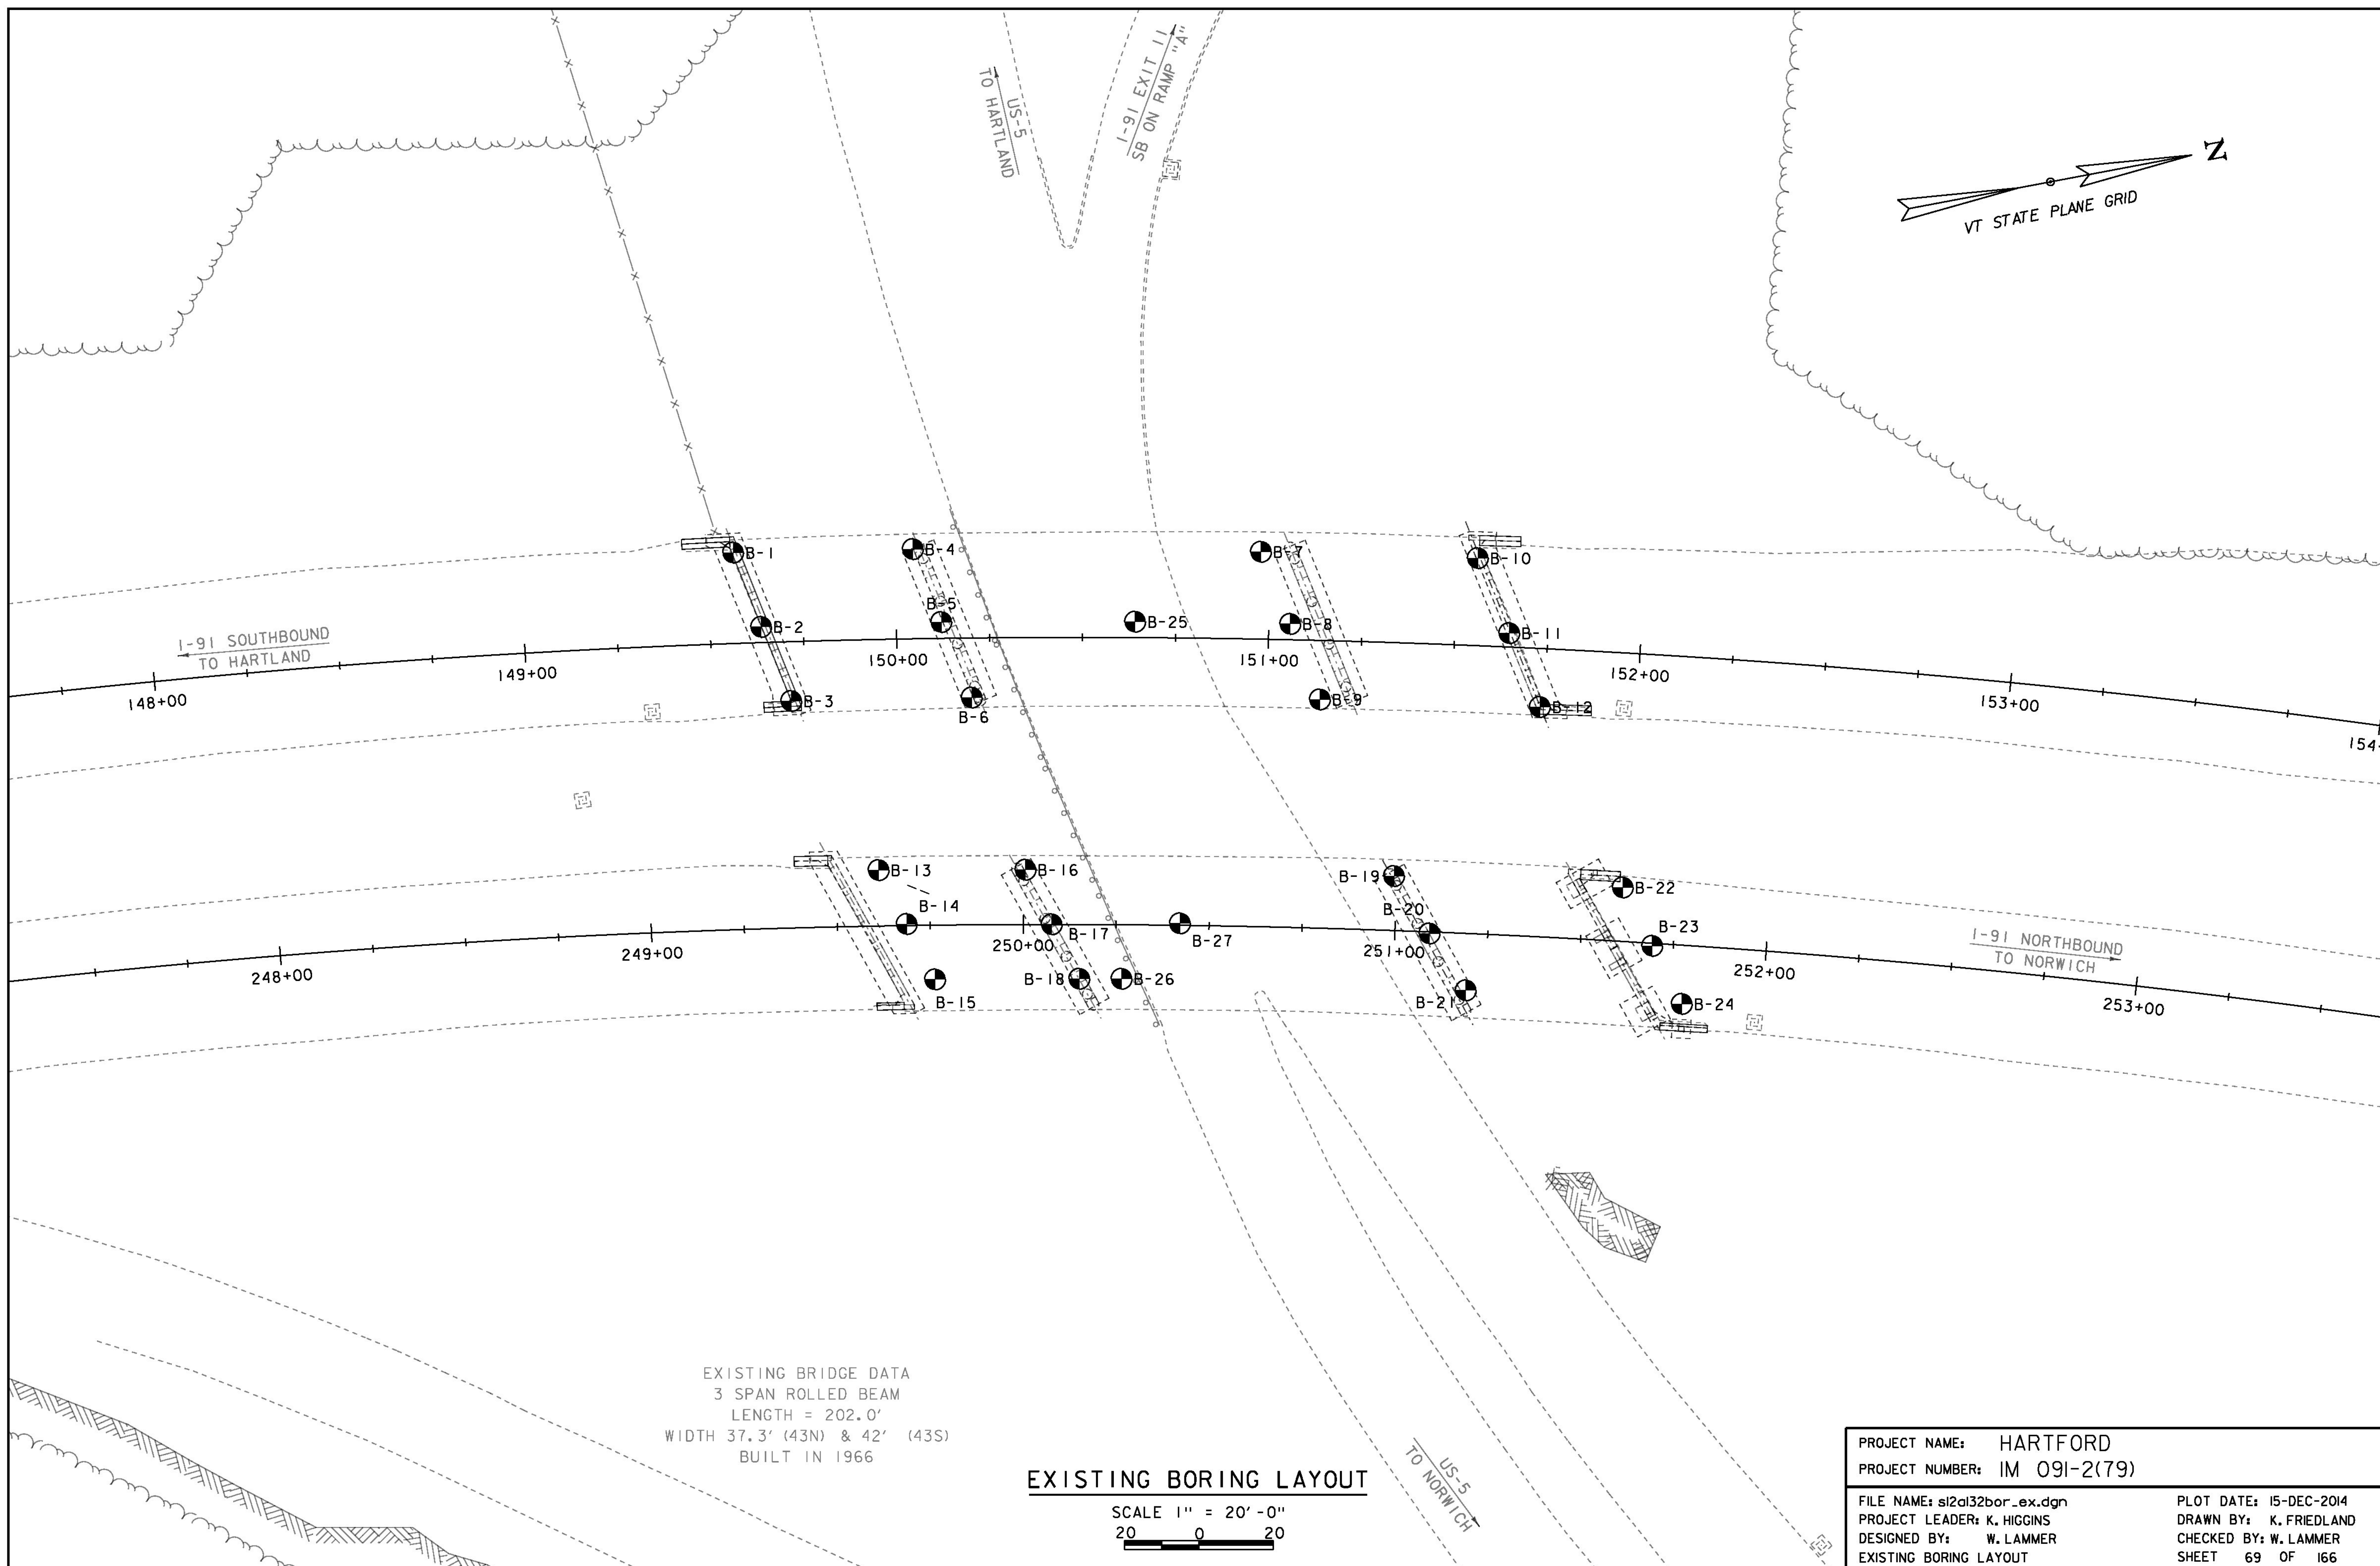 US-5
TO HARTLAND
I-91 EXIT 11
SB ON RAMP "A"
N
VT STATE PLANE GRID
B-1
B-4
B-7
B-10
B-5
B-2
B-25
B-8
B-11
I-91 SOUTHBOUND
TO HARTLAND
148+00
149+00
150+00
151+00
152+00
153+00
154
B-3
B-6
B-9
B-12
B-13
B-16
B-19
B-22
B-14
B-17
B-27
B-20
B-23
248+00
249+00
250+00
251+00
252+00
253+00
I-91 NORTHBOUND
TO NORWICH
B-15
B-18
B-26
B-21
B-24
EXISTING BRIDGE DATA
3 SPAN ROLLED BEAM
LENGTH = 202.0'
WIDTH 37.3' (43N) & 42' (43S)
BUILT IN 1966
US-5
TO NORWICH
EXISTING BORING LAYOUT
SCALE 1" = 20'-0"
20 0 20
PROJECT NAME: HARTFORD
PROJECT NUMBER: IM 091-2(79)
FILE NAME: s12a132bor_ex.dgn PLOT DATE: 15-DEC-2014
PROJECT LEADER: K. HIGGINS DRAWN BY: K. FRIEDLAND
DESIGNED BY: W. LAMMER CHECKED BY: W. LAMMER
EXISTING BORING LAYOUT SHEET 69 OF 166